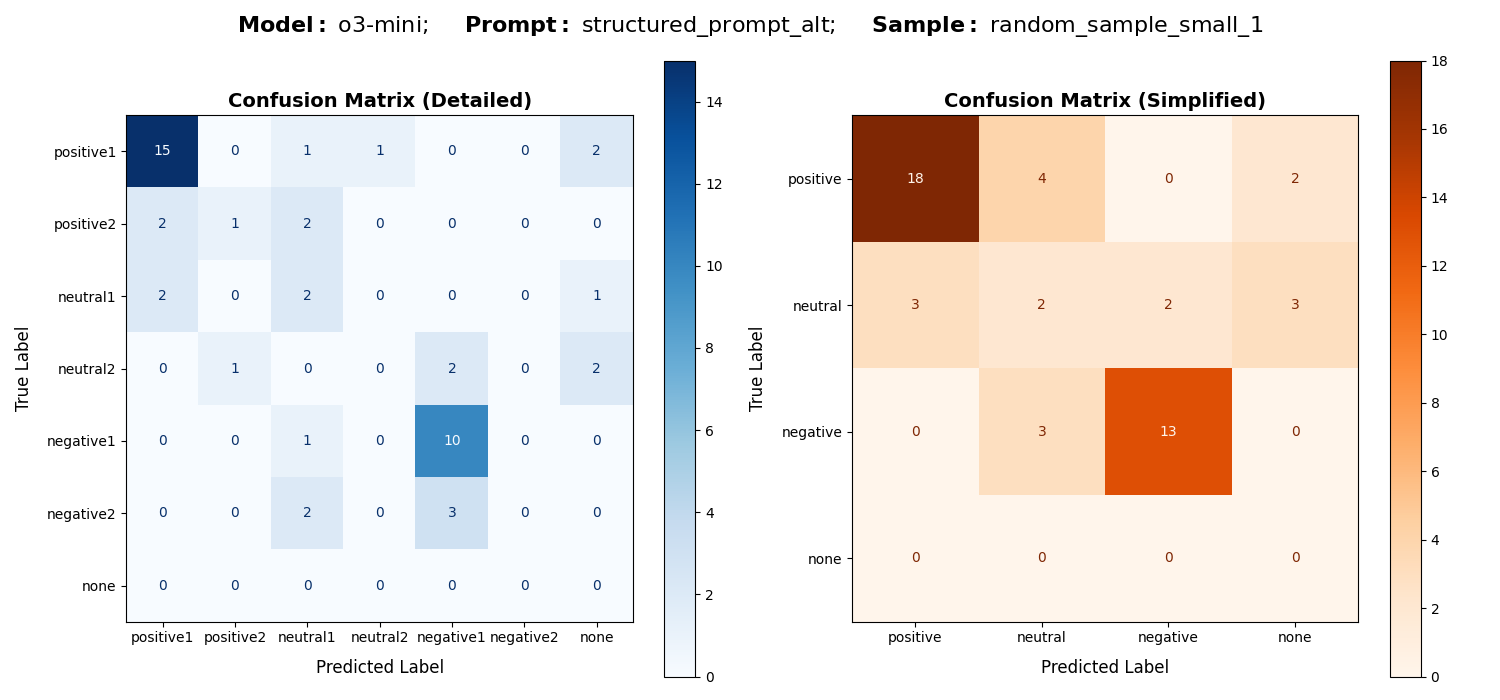 Model: o3-mini; Prompt: structured_prompt_alt; Sample: random_sample_small_1
Confusion Matrix (Detailed)
True Label
positive1 15 0 1 1 0 0 2
positive2 2 1 2 0 0 0 0
neutral1 2 0 2 0 0 0 1
neutral2 0 1 0 0 2 0 2
negative1 0 0 1 0 10 0 0
negative2 0 0 2 0 3 0 0
none 0 0 0 0 0 0 0
positive1 positive2 neutral1 neutral2 negative1 negative2 none
Predicted Label
14
12
10
8
6
4
2
0
Confusion Matrix (Simplified)
True Label
positive 18 4 0 2
neutral 3 2 2 3
negative 0 3 13 0
none 0 0 0 0
positive neutral negative none
Predicted Label
18
16
14
12
10
8
6
4
2
0